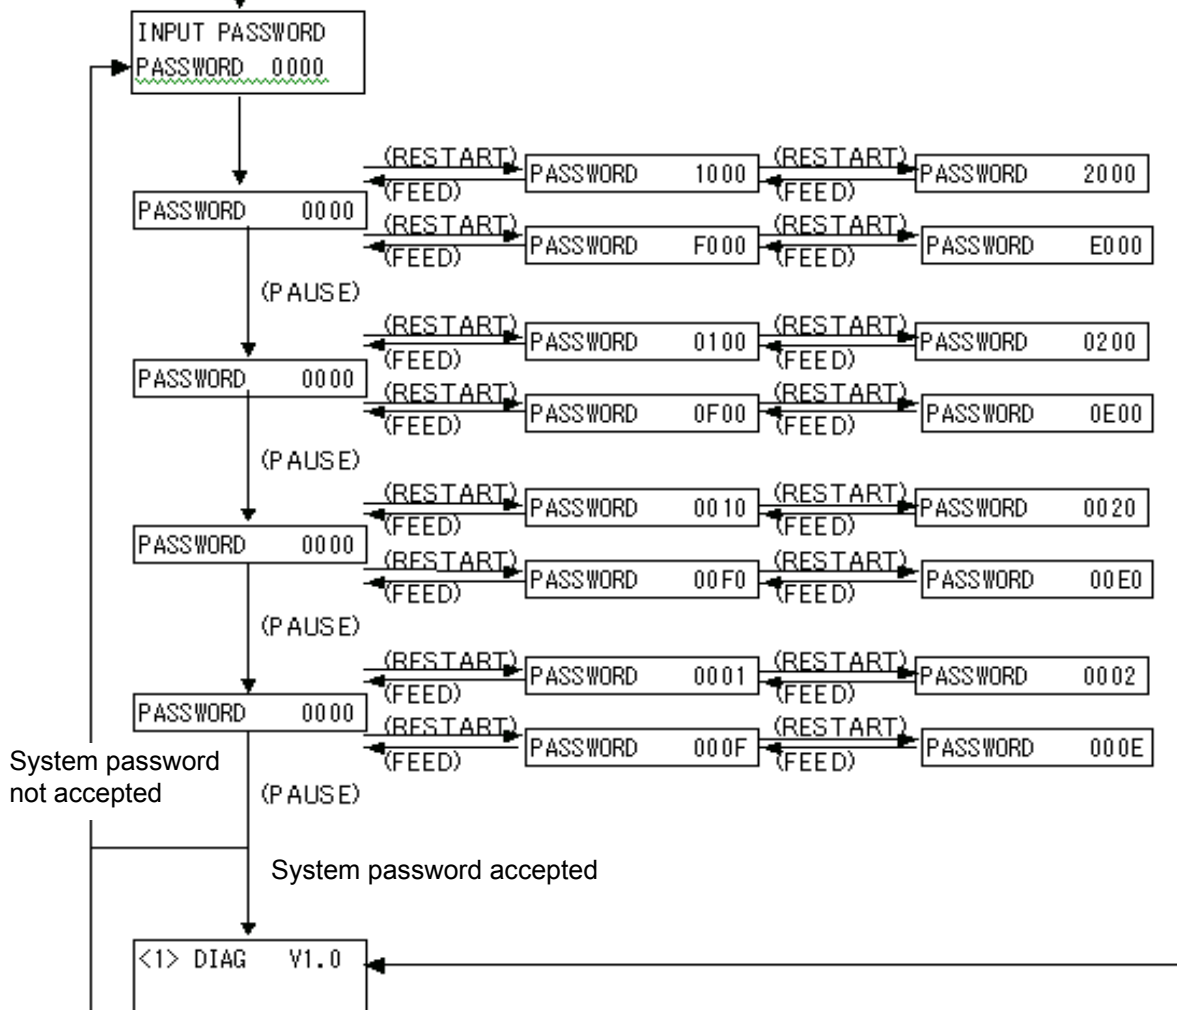 INPUT PASSWORD
PASSWORD 0000
(RESTART) (RESTART)
PASSWORD 1000 PASSWORD 2000
(FEED) (FEED)
PASSWORD 0000
(RESTART) (RESTART)
PASSWORD F000 PASSWORD E000
(FEED) (FEED)
(PAUSE)
(RESTART) (RESTART)
PASSWORD 0100 PASSWORD 0200
(FEED) (FEED)
PASSWORD 0000
(RESTART) (RESTART)
PASSWORD 0F00 PASSWORD 0E00
(FEED) (FEED)
(PAUSE)
(RESTART) (RESTART)
PASSWORD 0010 PASSWORD 0020
(FEED) (FEED)
PASSWORD 0000
(RESTART) (RESTART)
PASSWORD 00F0 PASSWORD 00E0
(FEED) (FEED)
(PAUSE)
(RESTART) (RESTART)
PASSWORD 0001 PASSWORD 0002
(FEED) (FEED)
PASSWORD 0000
(RESTART) (RESTART)
PASSWORD 000F PASSWORD 000E
(FEED) (FEED)
System password
not accepted
(PAUSE)
System password accepted
<1> DIAG V1.0